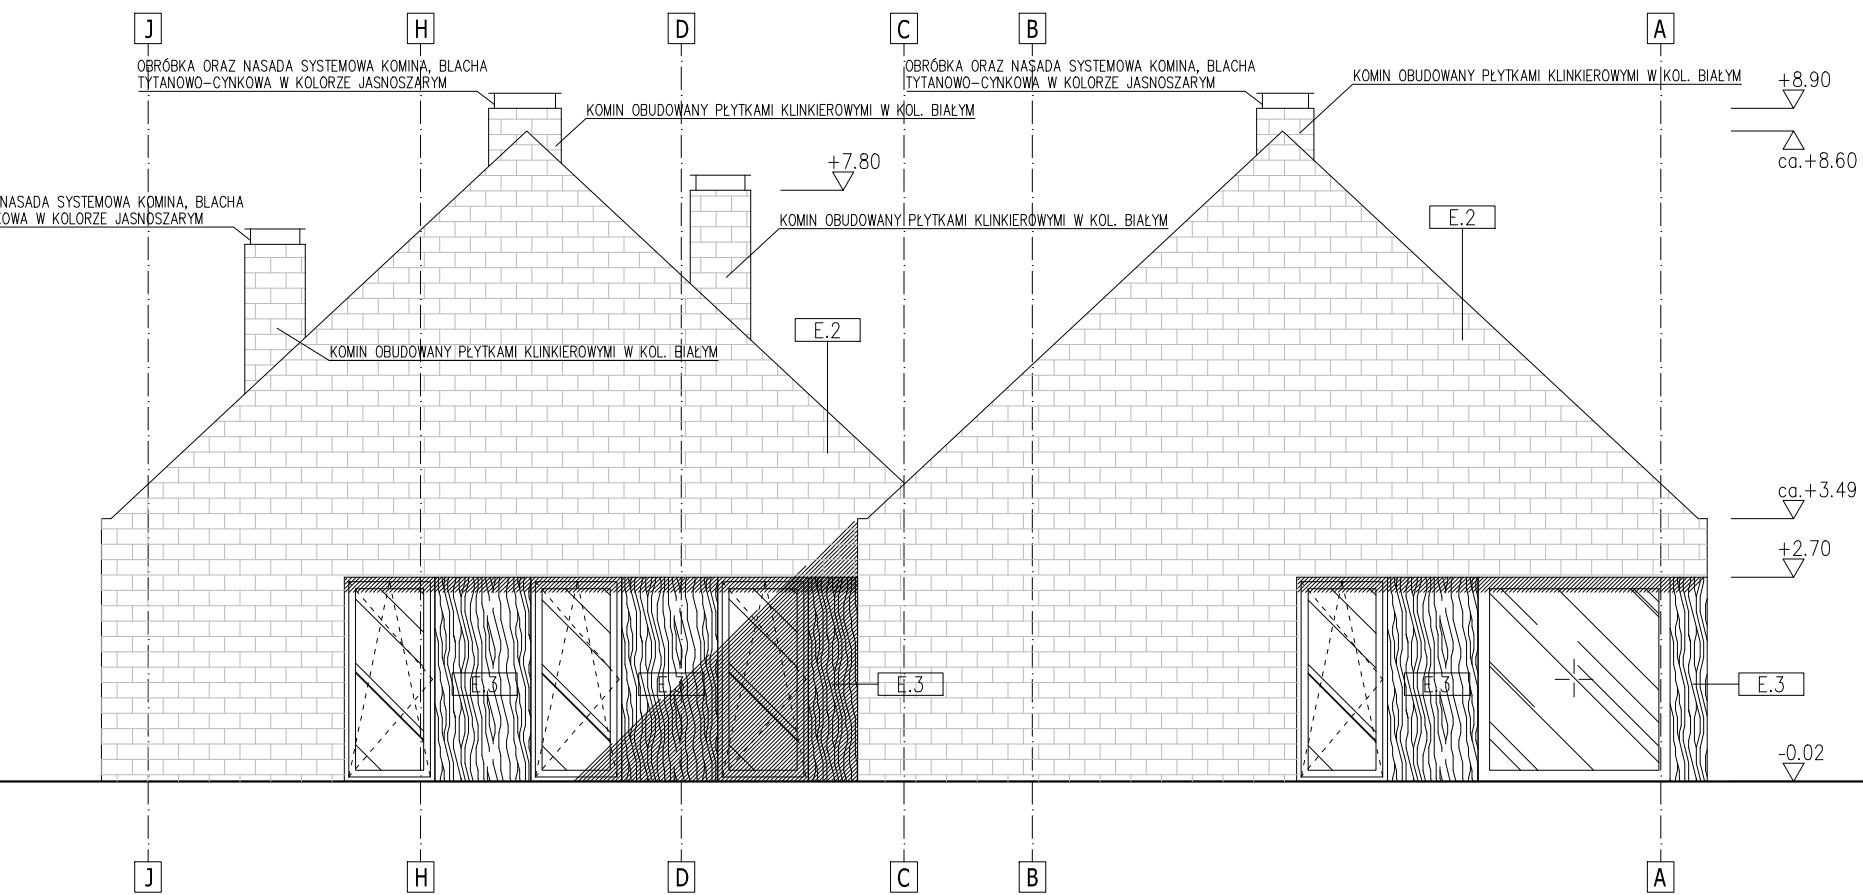 J H D C B A
OBRÓBKA ORAZ NASADA SYSTEMOWA KOMINA, BLACHA
TYTANOWO-CYNKOWA W KOLORZE JASNOSZARYM
OBRÓBKA ORAZ NASADA SYSTEMOWA KOMINA, BLACHA
TYTANOWO-CYNKOWA W KOLORZE JASNOSZARYM
KOMIN OBUDOWANY PŁYTKAMI KLINKIEROWYMI W KOL. BIAŁYM
+8.90
KOMIN OBUDOWANY PŁYTKAMI KLINKIEROWYMI W KOL. BIAŁYM
+7.80
ca.+8.60
NASADA SYSTEMOWA KOMINA, BLACHA
OWA W KOLORZE JASNOSZARYM
KOMIN OBUDOWANY PŁYTKAMI KLINKIEROWYMI W KOL. BIAŁYM
E.2
E.2
KOMIN OBUDOWANY PŁYTKAMI KLINKIEROWYMI W KOL. BIAŁYM
ca.+3.49
+2.70
E.3
E.3
E.3
E.3
E.3
-0.02
J H D C B A